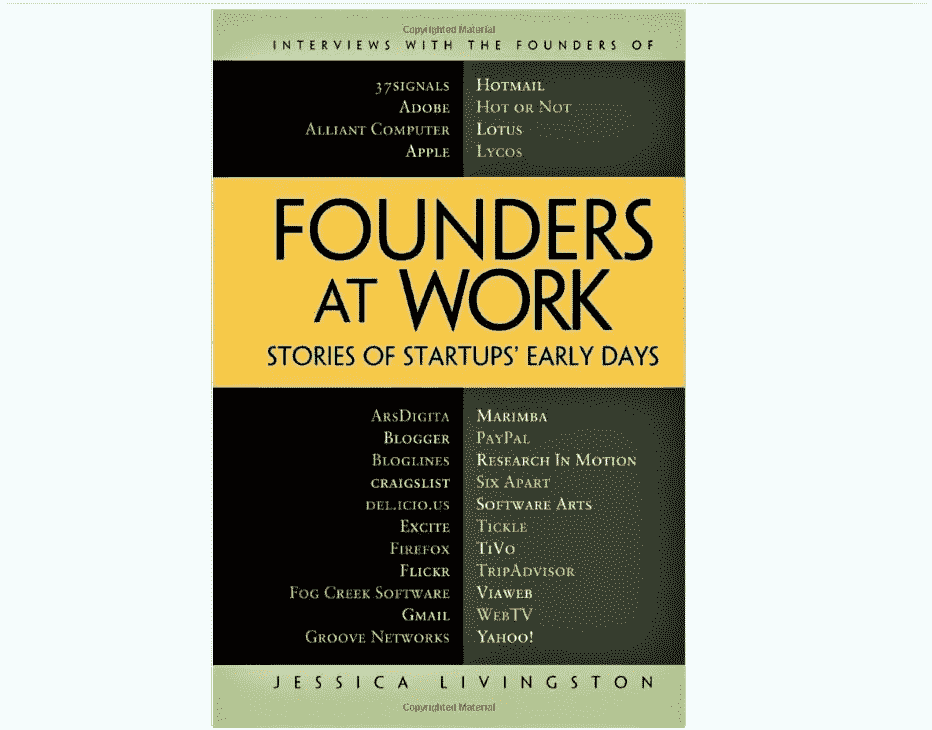 Copyrighted Material
INTERVIEWS WITH THE FOUNDERS OF
37SIGNALS
ADOBE
ALLIANT COMPUTER
APPLE
HOTMAIL
HOT OR NOT
LOTUS
LYCOS
FOUNDERS
AT WORK
STORIES OF STARTUPS' EARLY DAYS
ARSDIGITA
BLOGGER
BLOGLINES
CRAIGSLIST
DEL.ICIO.US
EXCITE
FIREFOX
FLICKR
FOG CREEK SOFTWARE
GMAIL
GROOVE NETWORKS
MARIMBA
PAYPAL
RESEARCH IN MOTION
SIX APART
SOFTWARE ARTS
TICKLE
TIVO
TRIPADVISOR
VIAWEB
WEBTV
YAHOO!
JESSICA LIVINGSTON
Copyrighted Material